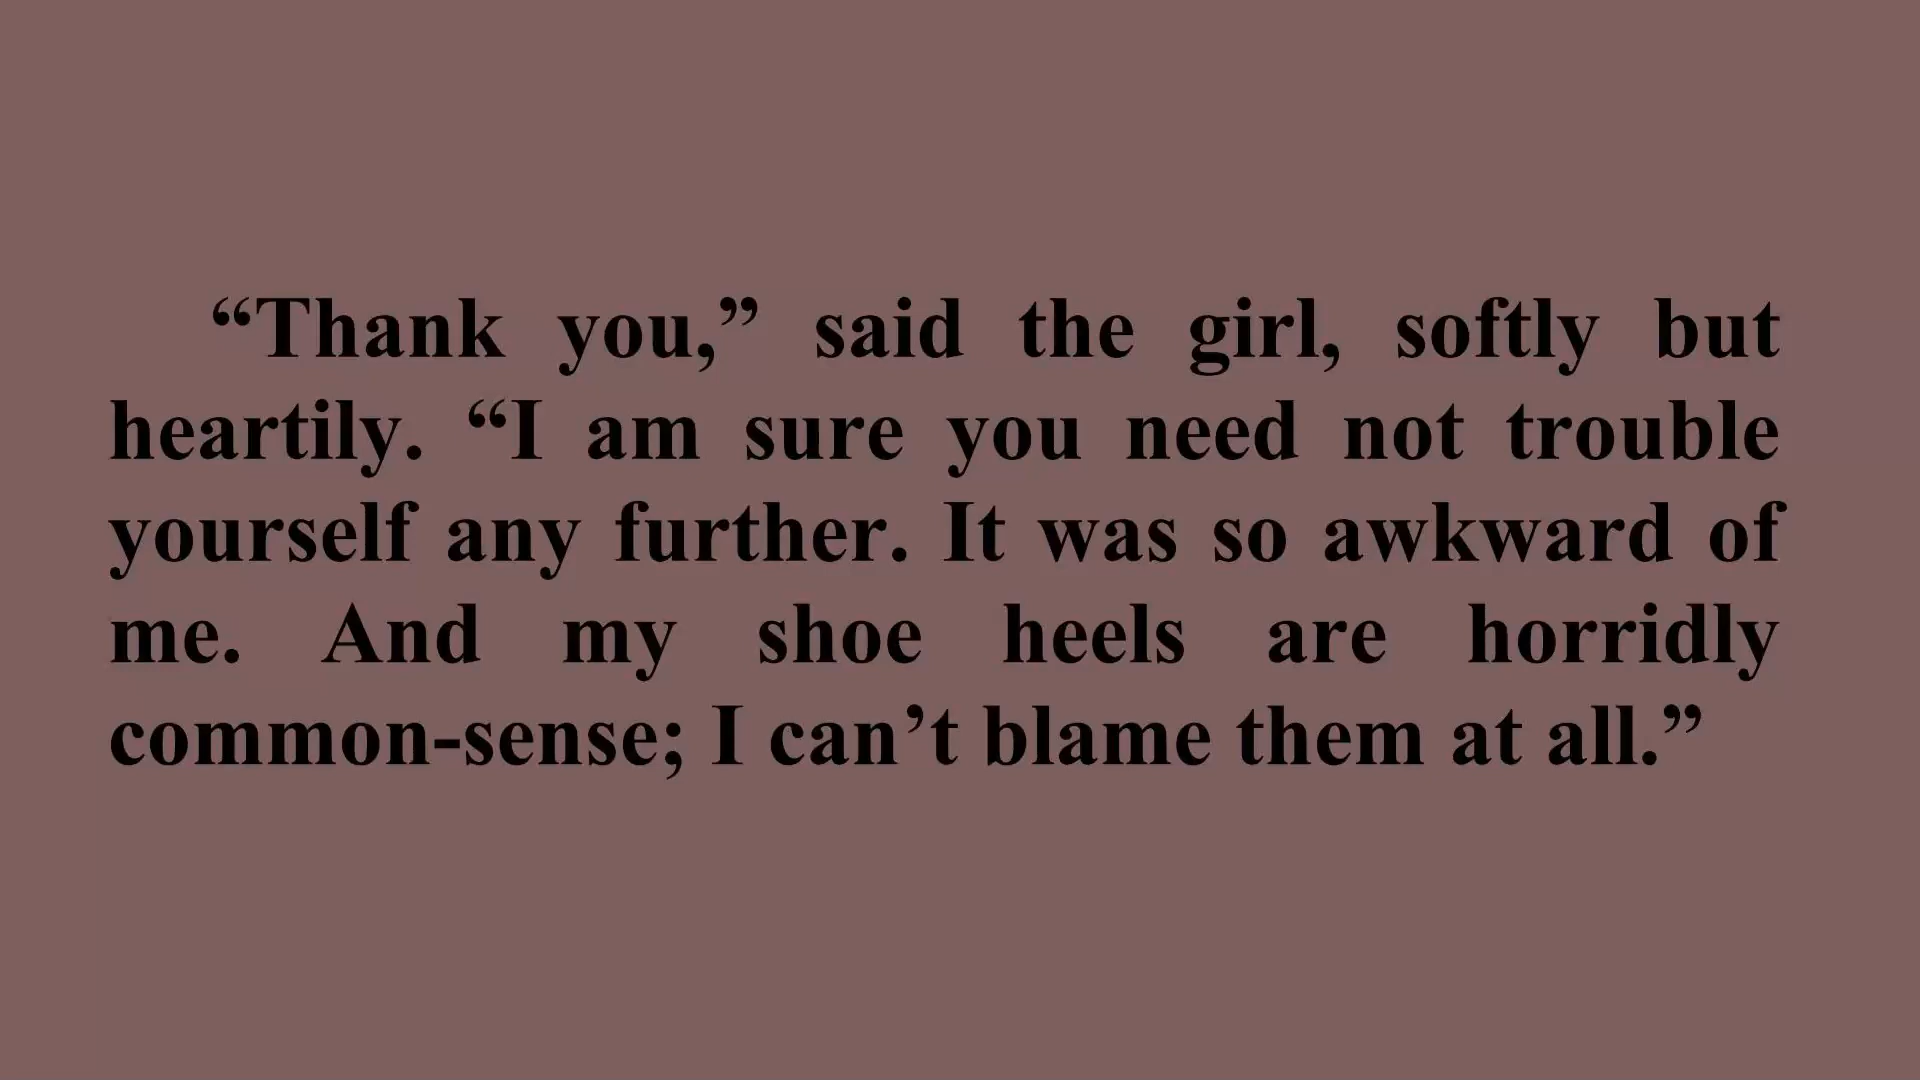 “Thank you,” said the girl, softly but
heartily. “I am sure you need not trouble
yourself any further. It was so awkward of
me. And my shoe heels are horridly
common-sense; I can’t blame them at all.”